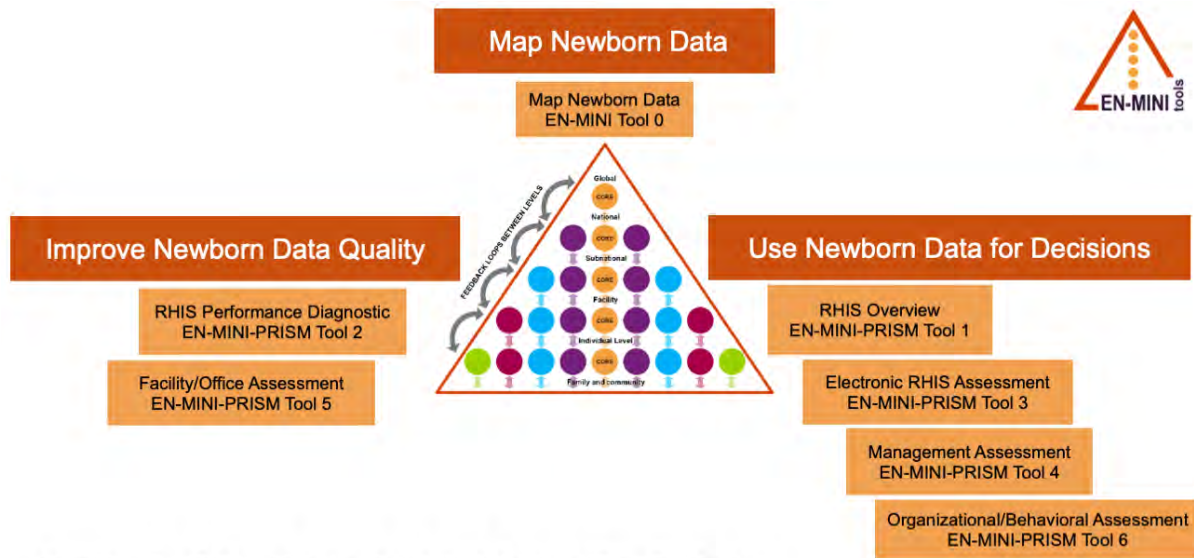 Map Newborn Data
Map Newborn Data
EN-MINI Tool 0
EN-MINI
tools
Improve Newborn Data Quality
RHIS Performance Diagnostic
EN-MINI-PRISM Tool 2
Facility/Office Assessment
EN-MINI-PRISM Tool 5
FEEDBACK LOOPS BETWEEN LEVELS
Global
CORE
National
CORE
Subnational
CORE
Facility
CORE
Individual Level
CORE
Family and community
Use Newborn Data for Decisions
RHIS Overview
EN-MINI-PRISM Tool 1
Electronic RHIS Assessment
EN-MINI-PRISM Tool 3
Management Assessment
EN-MINI-PRISM Tool 4
Organizational/Behavioral Assessment
EN-MINI-PRISM Tool 6